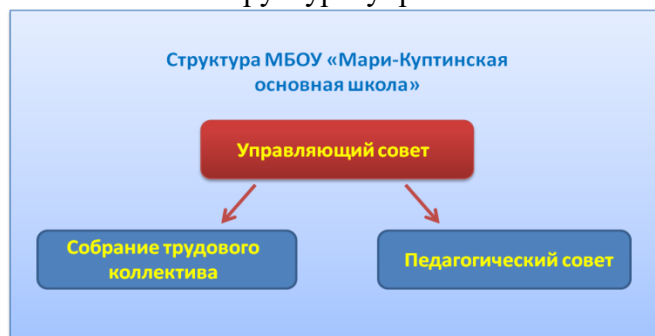 Структура МБОУ «Мари-Куптинская
основная школа»
Управляющий совет
Собрание трудового
коллектива
Педагогический совет